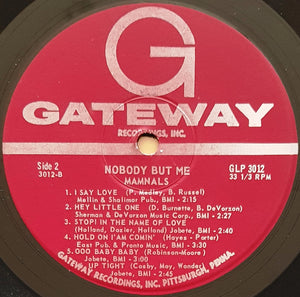 G
GATEWAY
RECORDINGS, INC.
Side 2
3012-B
NOBODY BUT ME
MAMNALS
GLP 3012
33 1/3 RPM
1. I SAY LOVE (P. Medley, B. Russel)
Mellin & Shalimar Pub., BMI - 2:15
2. HEY LITTLE ONE (D. Burnette, B. DeVorzon)
Sherman & DeVorzon Music Corp., BMI - 2:27
3. STOP! IN THE NAME OF LOVE
(Holland, Dozier, Holland) Jobete, BMI - 2:40
4. HOLD ON I'AM COMIN' (Hayes - Porter)
East Pub. & Pronto Music, BMI - 3:30
5. OOO BABY BABY (Robinson-Moore)
Jobete, BMI - 3:00
6. UP TIGHT (Cosby, May, Wonder)
Jobete, BMI - 3:45
GATEWAY RECORDINGS, INC. PITTSBURGH, PENNA.